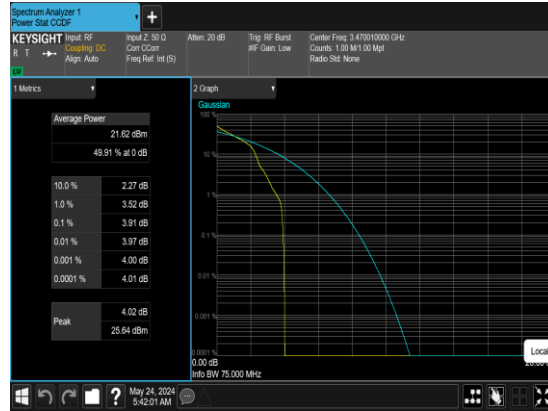 Spectrum Analyzer 1
Power Stat CCDF
+
KEYSIGHT
R T
Input: RF
Coupling: DC
Align: Auto
Input Z: 50 Ω
Corr CCorr
Freq Ref: Int (S)
Atten: 20 dB
Trig: RF Burst
#IF Gain: Low
Center Freq: 3.470010000 GHz
Counts: 1.00 M/1.00 Mpt
Radio Std: None
1 Metrics
Average Power
21.62 dBm
49.91 % at 0 dB
10.0 % 2.27 dB
1.0 % 3.52 dB
0.1 % 3.91 dB
0.01 % 3.97 dB
0.001 % 4.00 dB
0.0001 % 4.01 dB
Peak
4.02 dB
25.64 dBm
2 Graph
Gaussian
100 %
10 %
1 %
0.1 %
0.01 %
0.001 %
0.0001 %
0.00 dB
Info BW 75.000 MHz
Local
?
May 24, 2024
5:42:01 AM